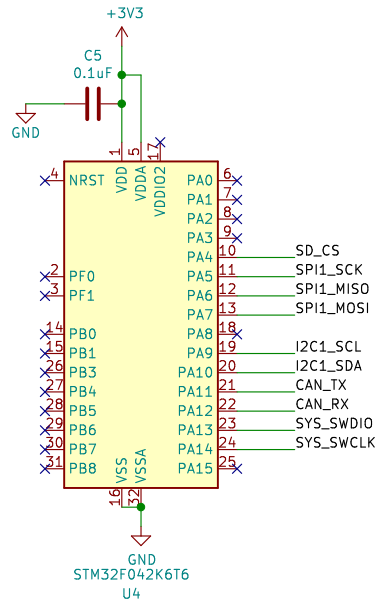 +3V3
C5
0.1uF
GND
1
5
17
VDD
VDDA
VDDIO2
4 NRST
PA0 6
PA1 7
PA2 8
PA3 9
PA4 10 SD_CS
2 PF0
PA5 11 SPI1_SCK
3 PF1
PA6 12 SPI1_MISO
PA7 13 SPI1_MOSI
14 PB0
PA8 18
15 PB1
PA9 19 I2C1_SCL
26 PB3
PA10 20 I2C1_SDA
27 PB4
PA11 21 CAN_TX
28 PB5
PA12 22 CAN_RX
29 PB6
PA13 23 SYS_SWDIO
30 PB7
PA14 24 SYS_SWCLK
31 PB8
PA15 25
VSS
VSSA
16
32
GND
STM32F042K6T6
U4